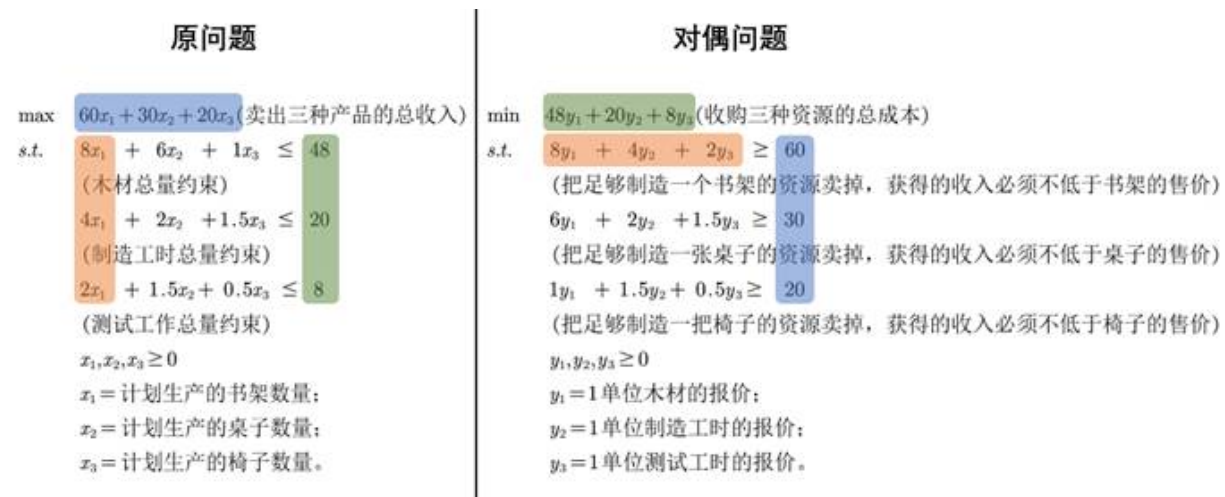 原问题
max 60x₁+30x₂+20x₃(卖出三种产品的总收入)
s.t. 8x₁ + 6x₂ + 1x₃ ≤ 48
(木材总量约束)
4x₁ + 2x₂ +1.5x₃ ≤ 20
(制造工时总量约束)
2x₁ + 1.5x₂+ 0.5x₃ ≤ 8
(测试工作总量约束)
x₁,x₂,x₃≥0
x₁=计划生产的书架数量;
x₂=计划生产的桌子数量;
x₃=计划生产的椅子数量。
对偶问题
min 48y₁+20y₂+8y₃(收购三种资源的总成本)
s.t. 8y₁ + 4y₂ + 2y₃ ≥ 60
(把足够制造一个书架的资源卖掉，获得的收入必须不低于书架的售价)
6y₁ + 2y₂ +1.5y₃ ≥ 30
(把足够制造一张桌子的资源卖掉，获得的收入必须不低于桌子的售价)
1y₁ + 1.5y₂+ 0.5y₃≥ 20
(把足够制造一把椅子的资源卖掉，获得的收入必须不低于椅子的售价)
y₁,y₂,y₃≥0
y₁=1单位木材的报价;
y₂=1单位制造工时的报价;
y₃=1单位测试工时的报价。